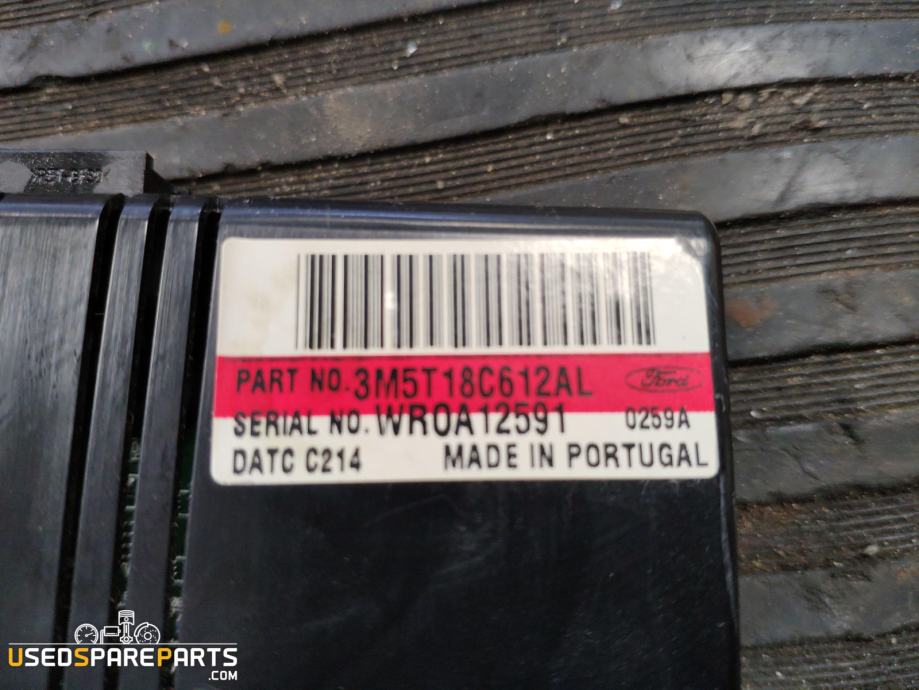 PART NO. 3M5T18C612AL Ford
SERIAL NO. WR0A12591 0259A
DATC C214 MADE IN PORTUGAL
USEDSPAREPARTS
.COM